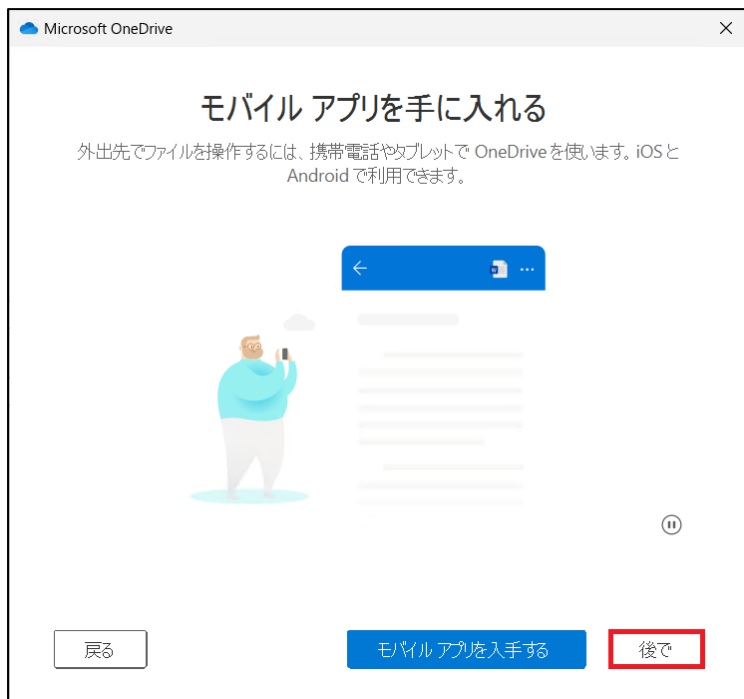 Microsoft OneDrive
モバイル アプリを手に入れる
外出先でファイルを操作するには、携帯電話やタブレットで OneDrive を使います。iOS と
Android で利用できます。
戻る
モバイル アプリを入手する
後で